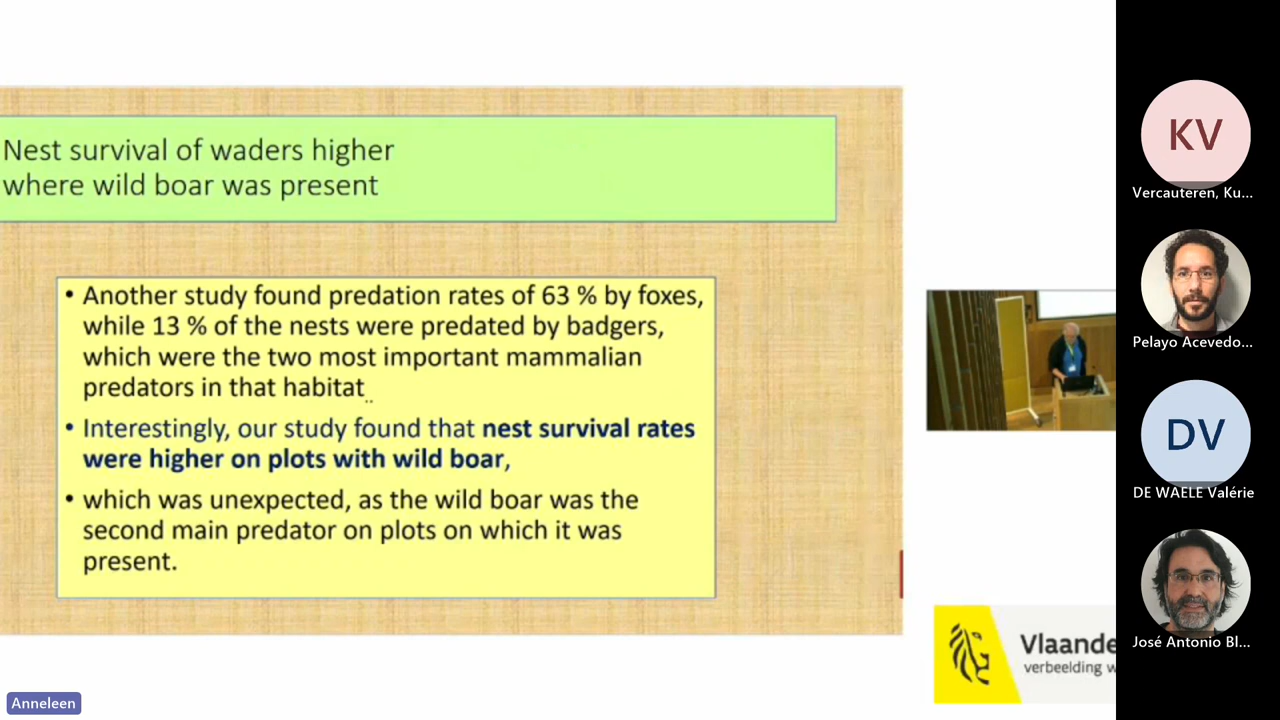 Nest survival of waders higher
where wild boar was present
• Another study found predation rates of 63 % by foxes,
while 13 % of the nests were predated by badgers,
which were the two most important mammalian
predators in that habitat..
• Interestingly, our study found that nest survival rates
were higher on plots with wild boar,
• which was unexpected, as the wild boar was the
second main predator on plots on which it was
present.
Vlaande
verbeelding w
Anneleen
KV
Vercauteren, Ku...
Pelayo Acevedo...
DV
DE WAELE Valérie
José Antonio Bl...